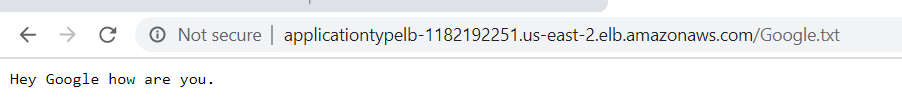 Not secure | applicationtypelb-1182192251.us-east-2.elb.amazonaws.com/Google.txt
Hey Google how are you.